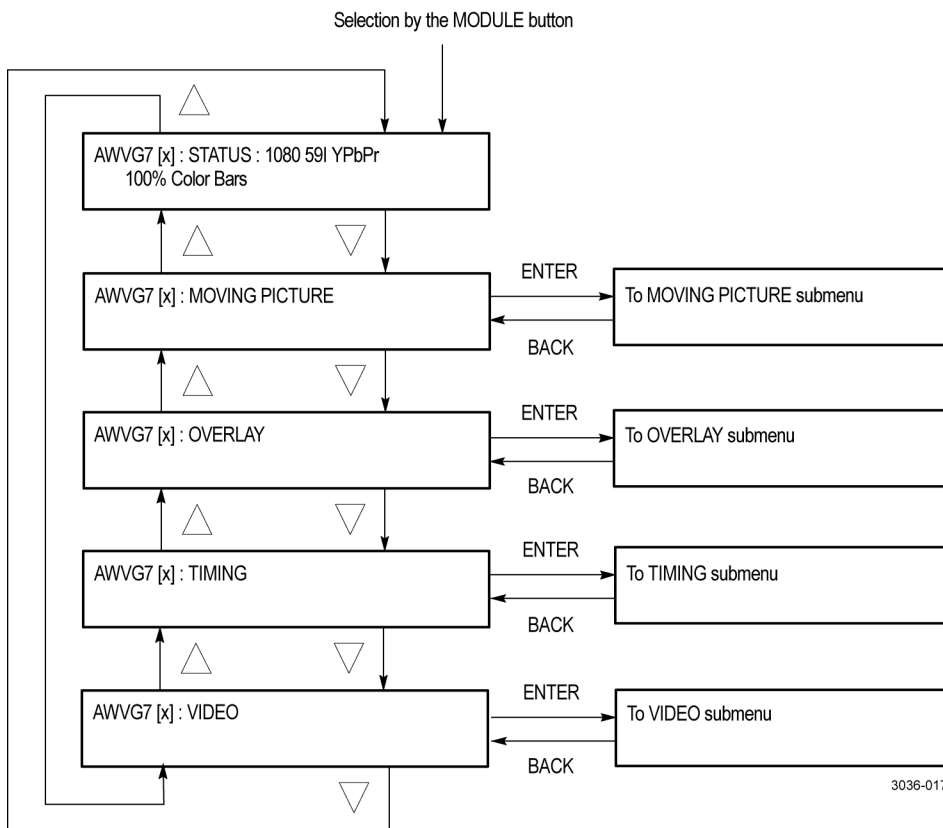 Selection by the MODULE button
AWVG7 [x] : STATUS : 1080 59I YPbPr
100% Color Bars
AWVG7 [x] : MOVING PICTURE
ENTER
To MOVING PICTURE submenu
BACK
AWVG7 [x] : OVERLAY
ENTER
To OVERLAY submenu
BACK
AWVG7 [x] : TIMING
ENTER
To TIMING submenu
BACK
AWVG7 [x] : VIDEO
ENTER
To VIDEO submenu
BACK
3036-017